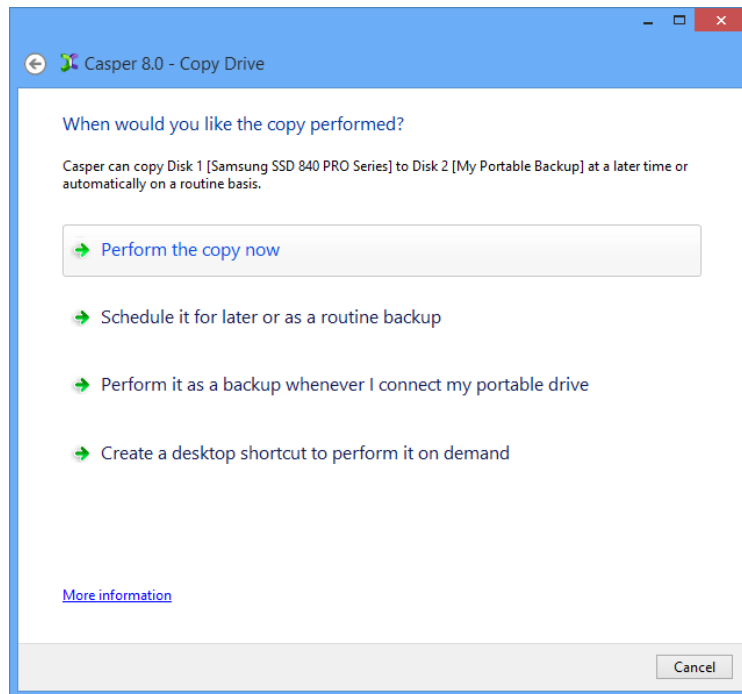 Casper 8.0 - Copy Drive
When would you like the copy performed?
Casper can copy Disk 1 [Samsung SSD 840 PRO Series] to Disk 2 [My Portable Backup] at a later time or
automatically on a routine basis.
Perform the copy now
Schedule it for later or as a routine backup
Perform it as a backup whenever I connect my portable drive
Create a desktop shortcut to perform it on demand
More information
Cancel